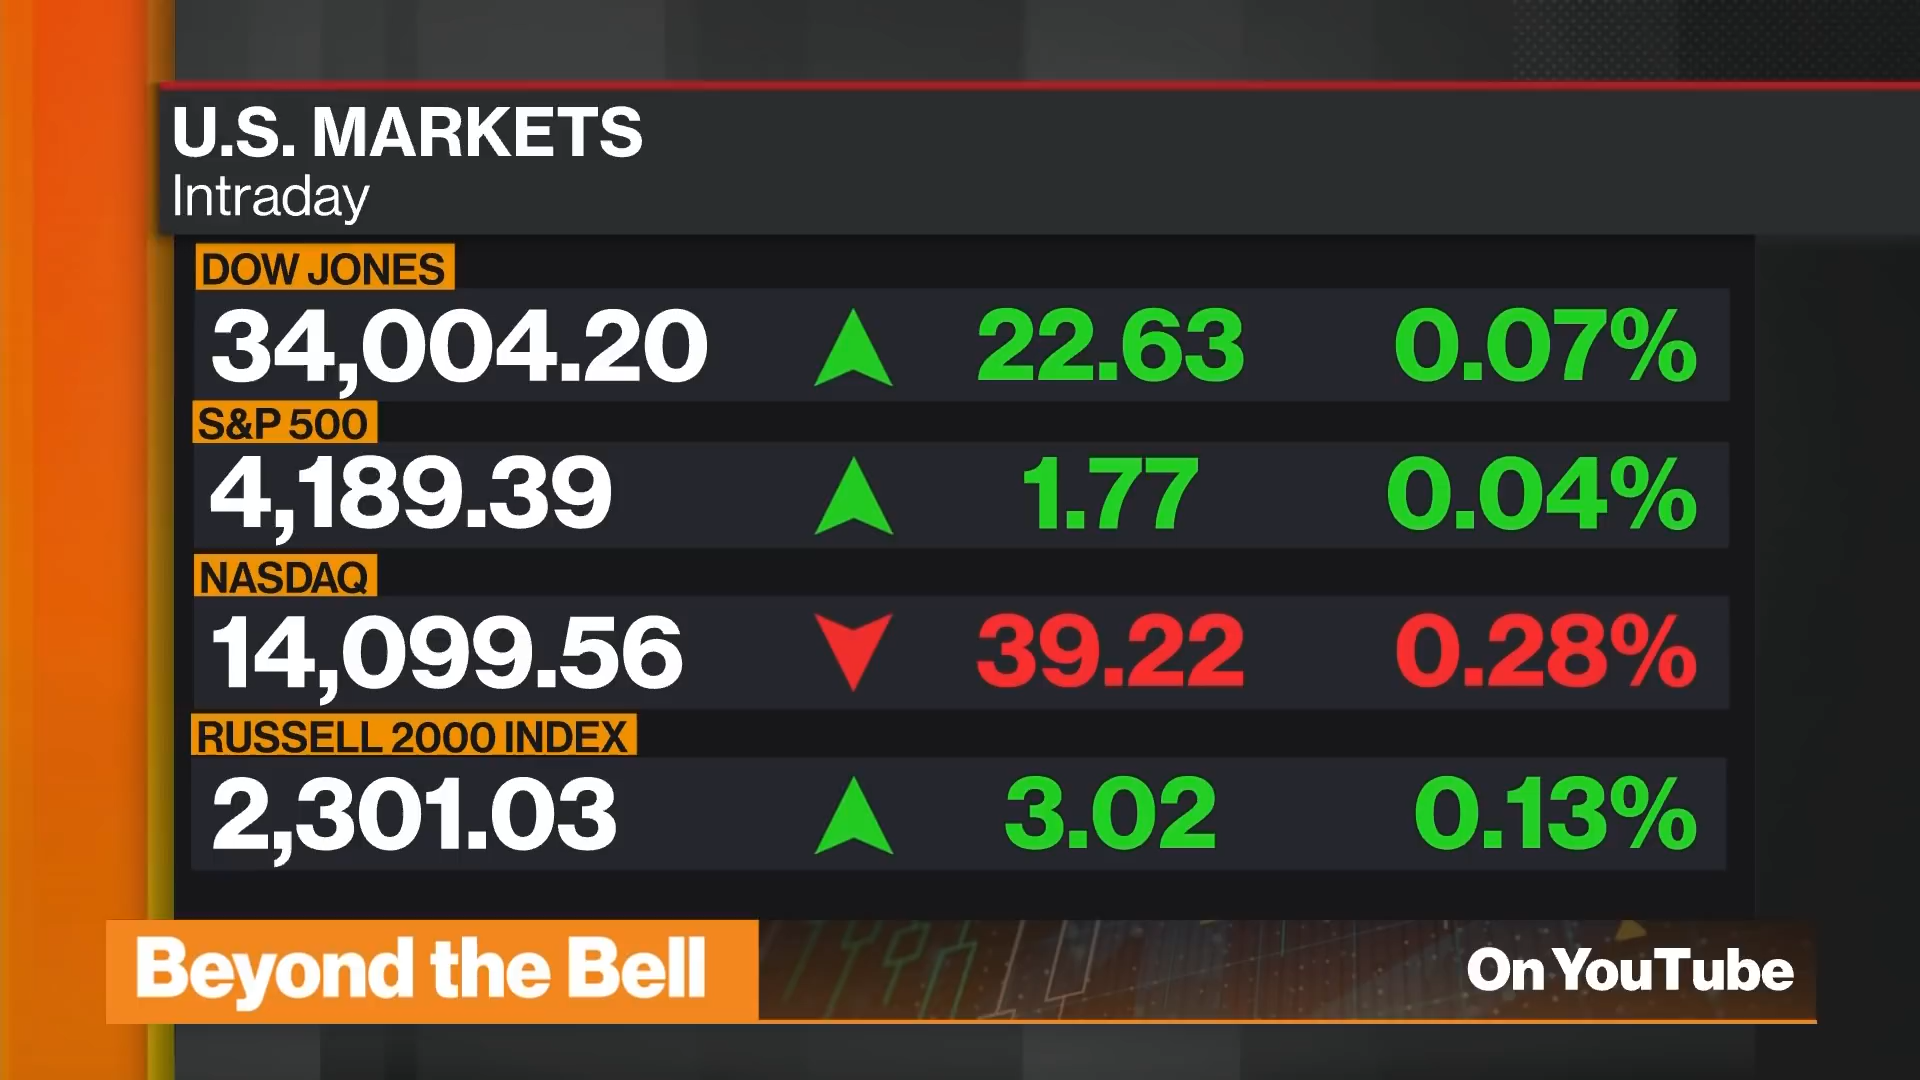 U.S. MARKETS
Intraday
DOW JONES
34,004.20 22.63 0.07%
S&P 500
4,189.39 1.77 0.04%
NASDAQ
14,099.56 39.22 0.28%
RUSSELL 2000 INDEX
2,301.03 3.02 0.13%
Beyond the Bell On YouTube